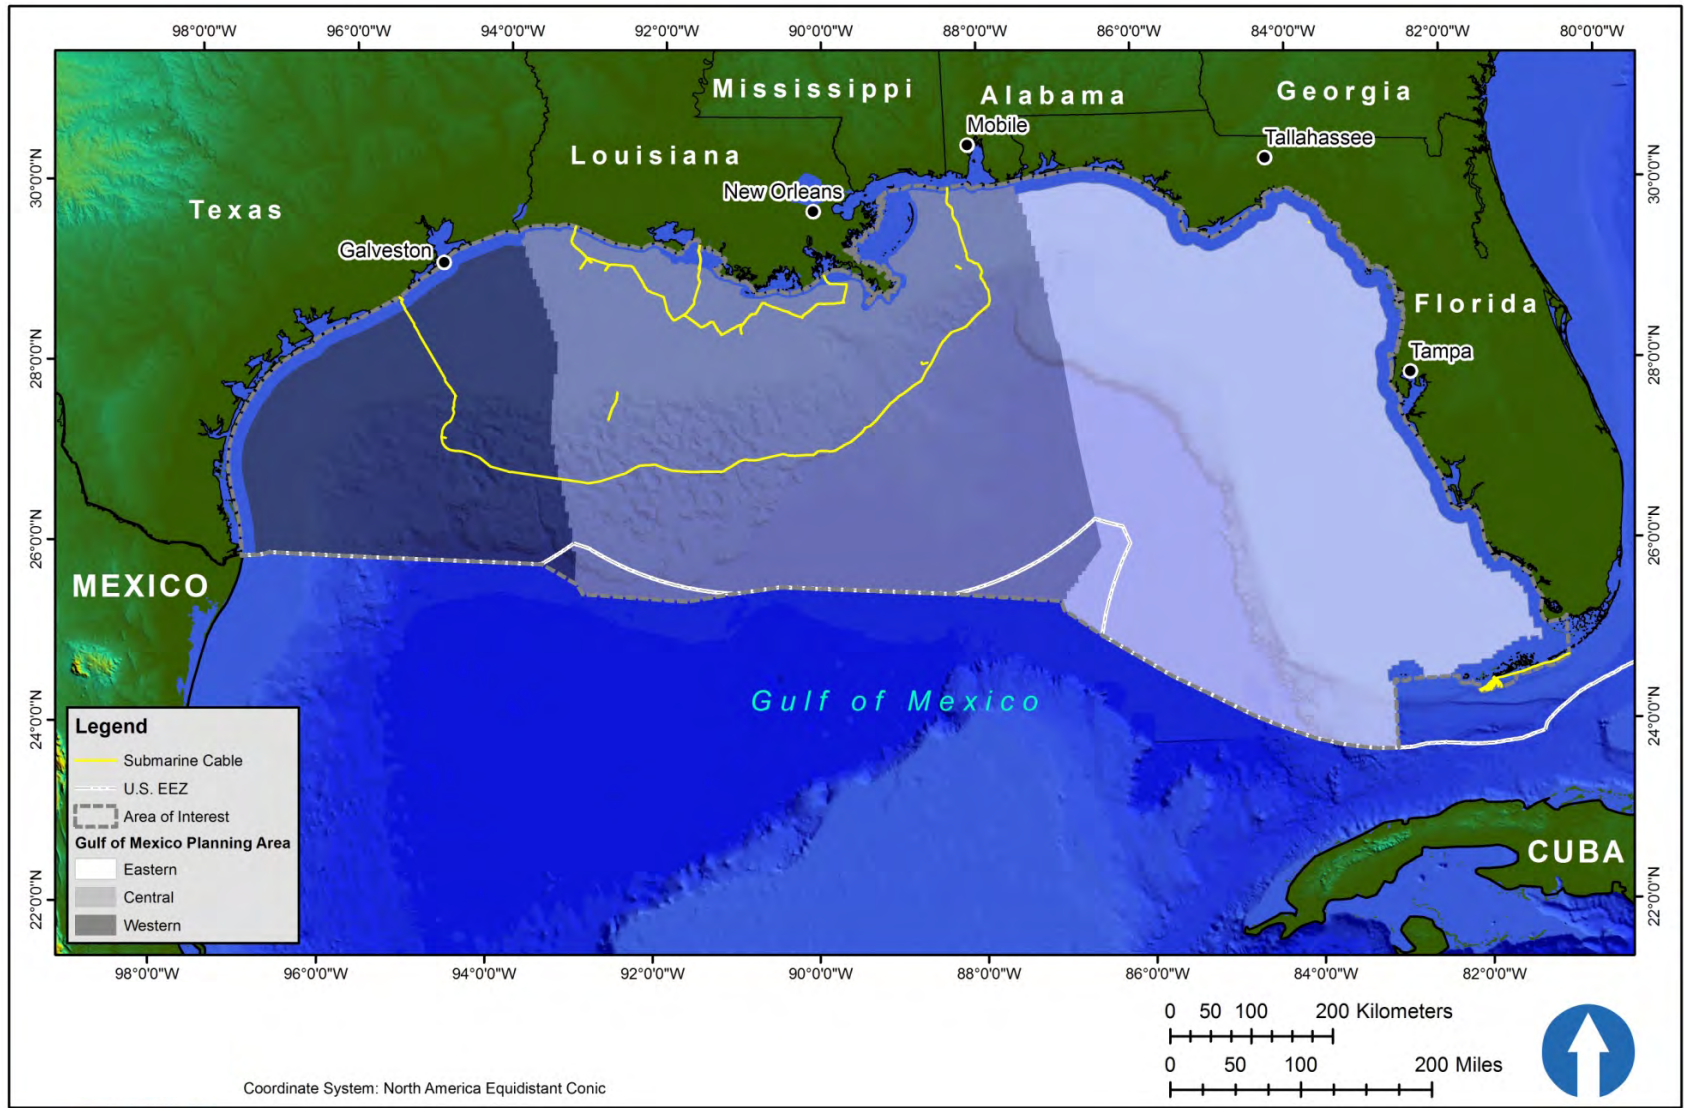 98°0'0"W 96°0'0"W 94°0'0"W 92°0'0"W 90°0'0"W 88°0'0"W 86°0'0"W 84°0'0"W 82°0'0"W 80°0'0"W
Mississippi
Alabama
Georgia
Mobile
Tallahassee
Louisiana
30°0'0"N
30°0'0"N
New Orleans
Texas
Galveston
Florida
28°0'0"N
28°0'0"N
Tampa
26°0'0"N
26°0'0"N
MEXICO
Gulf of Mexico
24°0'0"N
24°0'0"N
Legend
Submarine Cable
U.S. EEZ
Area of Interest
Gulf of Mexico Planning Area
Eastern
Central
Western
CUBA
22°0'0"N
22°0'0"N
98°0'0"W 96°0'0"W 94°0'0"W 92°0'0"W 90°0'0"W 88°0'0"W 86°0'0"W 84°0'0"W 82°0'0"W
0 50 100 200 Kilometers
0 50 100 200 Miles
Coordinate System: North America Equidistant Conic